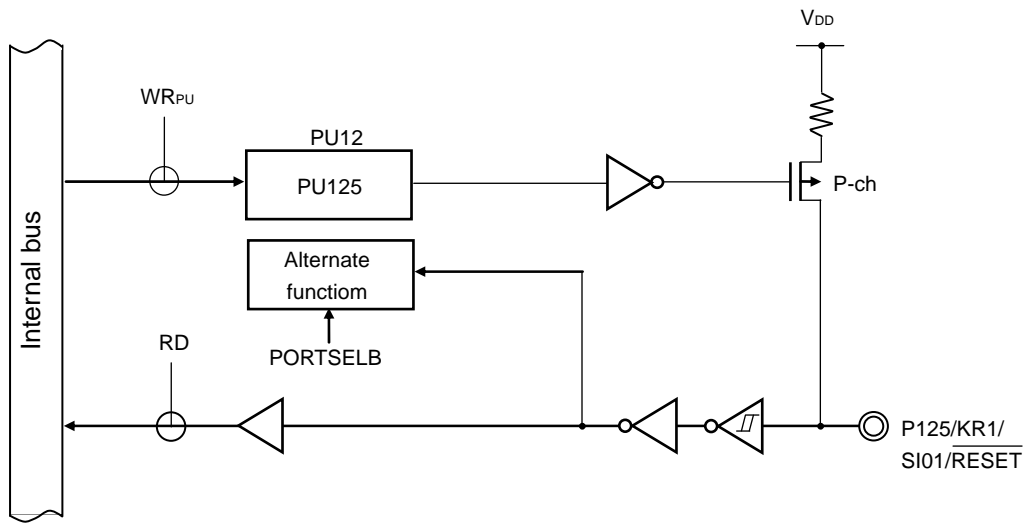 VDD
WRPU
PU12
PU125
P-ch
Internal bus
Alternate
functiom
PORTSELB
RD
P125/KR1/
SI01/RESET